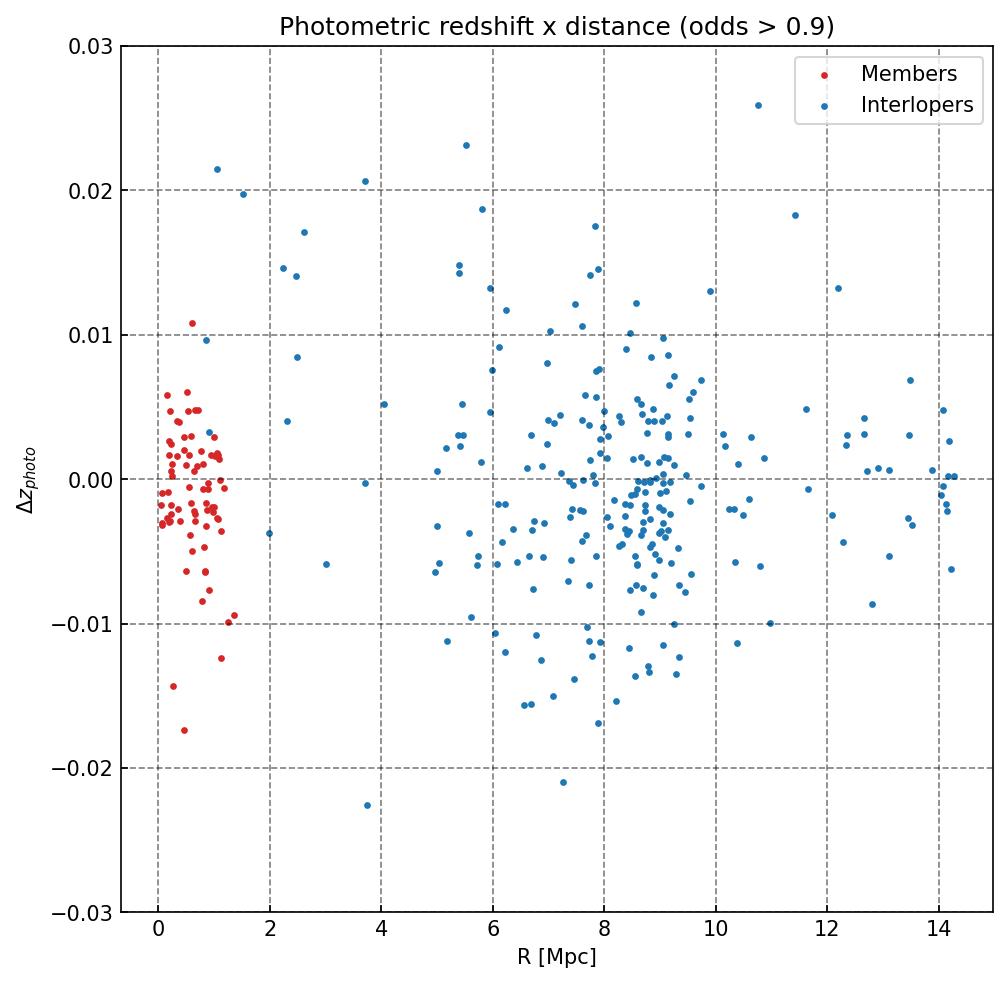 Photometric redshift x distance (odds > 0.9)
Members
Interlopers
0.03
0.02
0.01
0.00
−0.01
−0.02
−0.03
Δz_photo
0 2 4 6 8 10 12 14
R [Mpc]